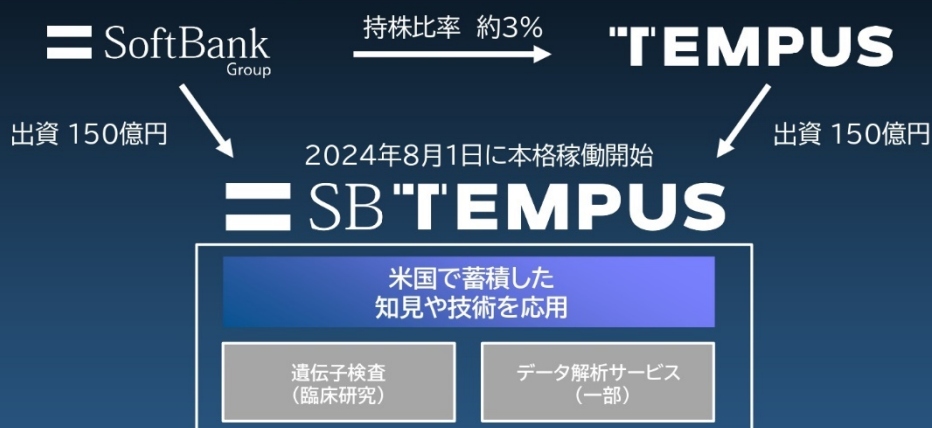 SoftBank
Group
持株比率 約3%
TEMPUS
出資 150億円
出資 150億円
2024年8月1日に本格稼働開始
SB TEMPUS
米国で蓄積した
知見や技術を応用
遺伝子検査
(臨床研究)
データ解析サービス
(一部)